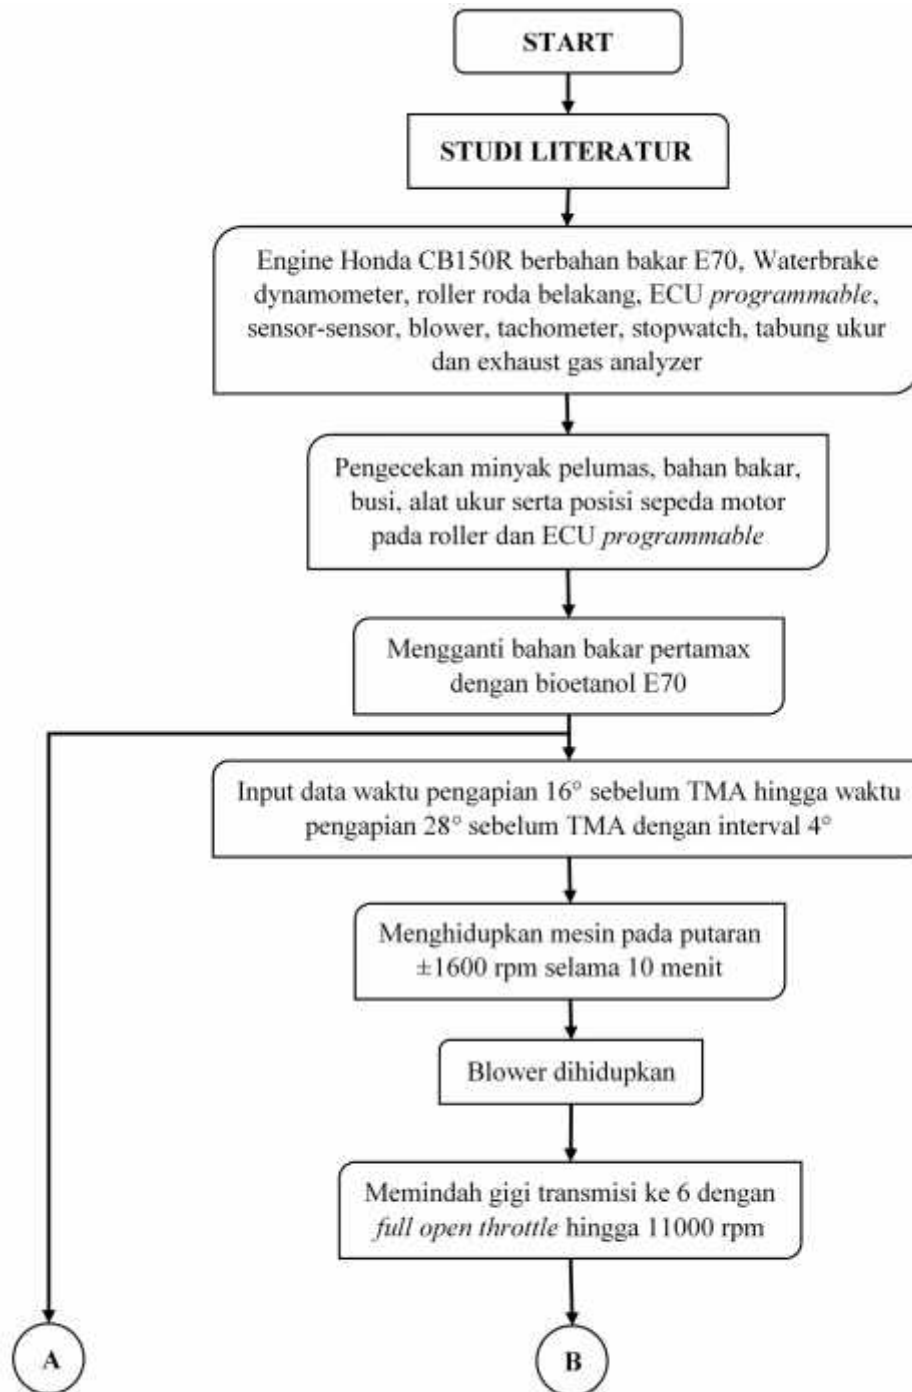 START
STUDI LITERATUR
Engine Honda CB150R berbahan bakar E70, Waterbrake
dynamometer, roller roda belakang, ECU programmable,
sensor-sensor, blower, tachometer, stopwatch, tabung ukur
dan exhaust gas analyzer
Pengecekan minyak pelumas, bahan bakar,
busi, alat ukur serta posisi sepeda motor
pada roller dan ECU programmable
Mengganti bahan bakar pertamax
dengan bioetanol E70
Input data waktu pengapian 16° sebelum TMA hingga waktu
pengapian 28° sebelum TMA dengan interval 4°
Menghidupkan mesin pada putaran
±1600 rpm selama 10 menit
Blower dihidupkan
Memindah gigi transmisi ke 6 dengan
full open throttle hingga 11000 rpm
A
B